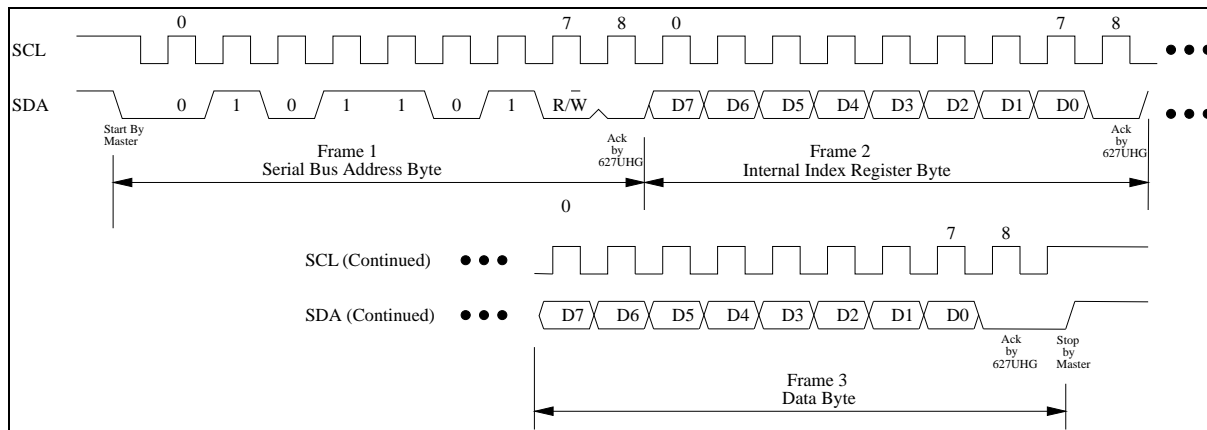 0 7 8 0 7 8
SCL
SDA 0 1 0 1 1 0 1 R/W̅ D7 D6 D5 D4 D3 D2 D1 D0
Start By
Master
Ack
by
627UHG
Ack
by
627UHG
Frame 1
Serial Bus Address Byte
Frame 2
Internal Index Register Byte
0 7 8
SCL (Continued)
SDA (Continued) D7 D6 D5 D4 D3 D2 D1 D0
Ack
by
627UHG
Stop
by
Master
Frame 3
Data Byte